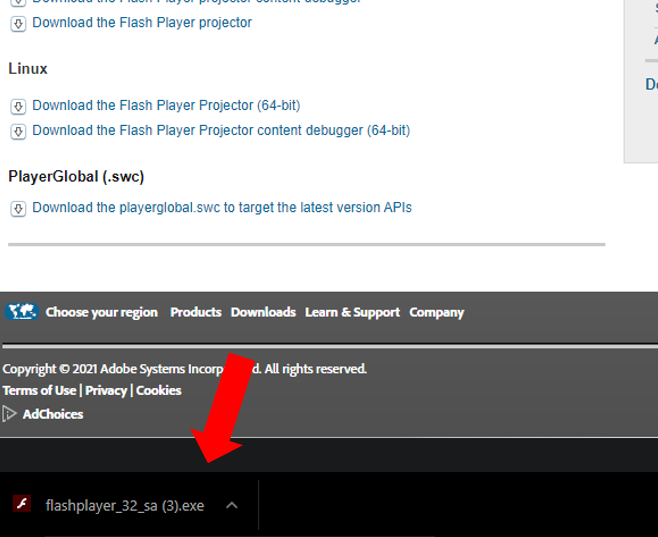 Download the Flash Player projector content debugger
Download the Flash Player projector
Linux
Download the Flash Player Projector (64-bit)
Download the Flash Player Projector content debugger (64-bit)
PlayerGlobal (.swc)
Download the playerglobal.swc to target the latest version APIs
Choose your region Products Downloads Learn & Support Company
Copyright © 2021 Adobe Systems All rights reserved.
Terms of Use | Privacy | Cookies
AdChoices
flashplayer_32_sa (3).exe